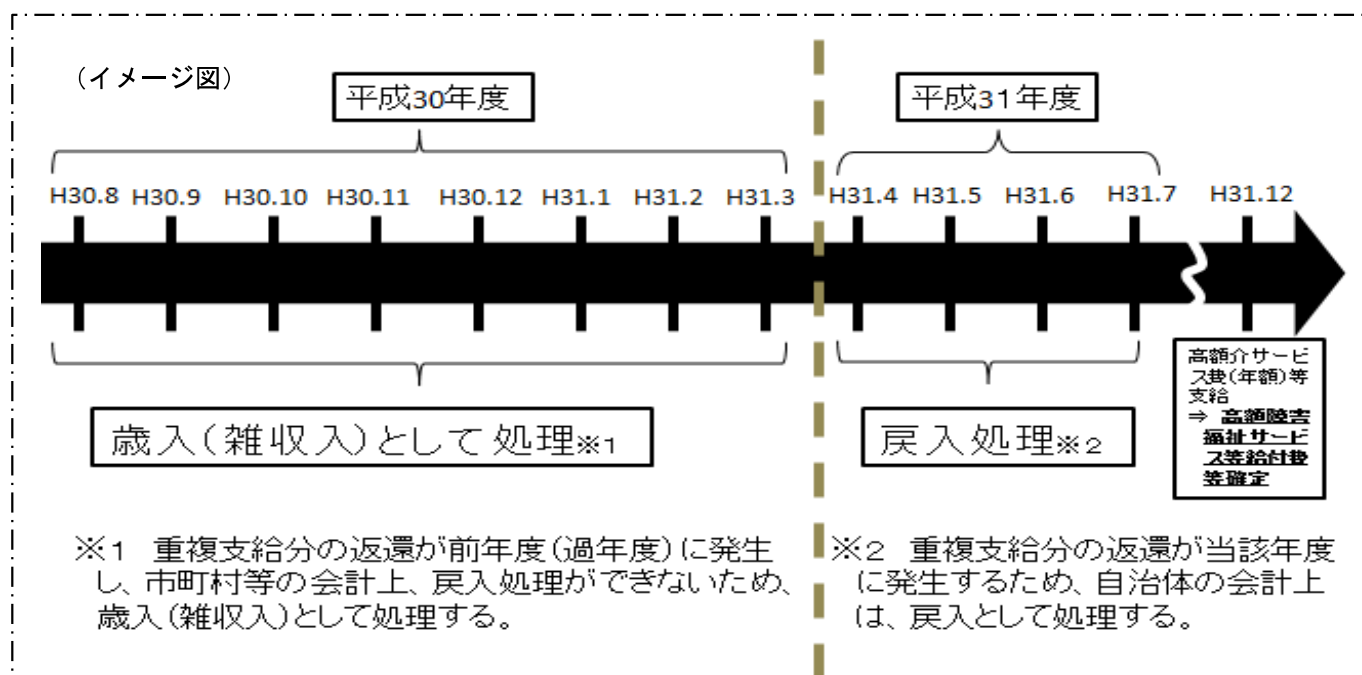 (イメージ図)
平成30年度
平成31年度
H30.8 H30.9 H30.10 H30.11 H30.12 H31.1 H31.2 H31.3 H31.4 H31.5 H31.6 H31.7 H31.12
歳入(雑収入)として処理※1
戻入処理※2
高額介サービ
ス費(年額)等
支給
⇒ 高額障害
福祉サービ
ス等給付費
等確定
※1 重複支給分の返還が前年度(過年度)に発生
し、市町村等の会計上、戻入処理ができないため、
歳入(雑収入)として処理する。
※2 重複支給分の返還が当該年度
に発生するため、自治体の会計上
は、戻入として処理する。